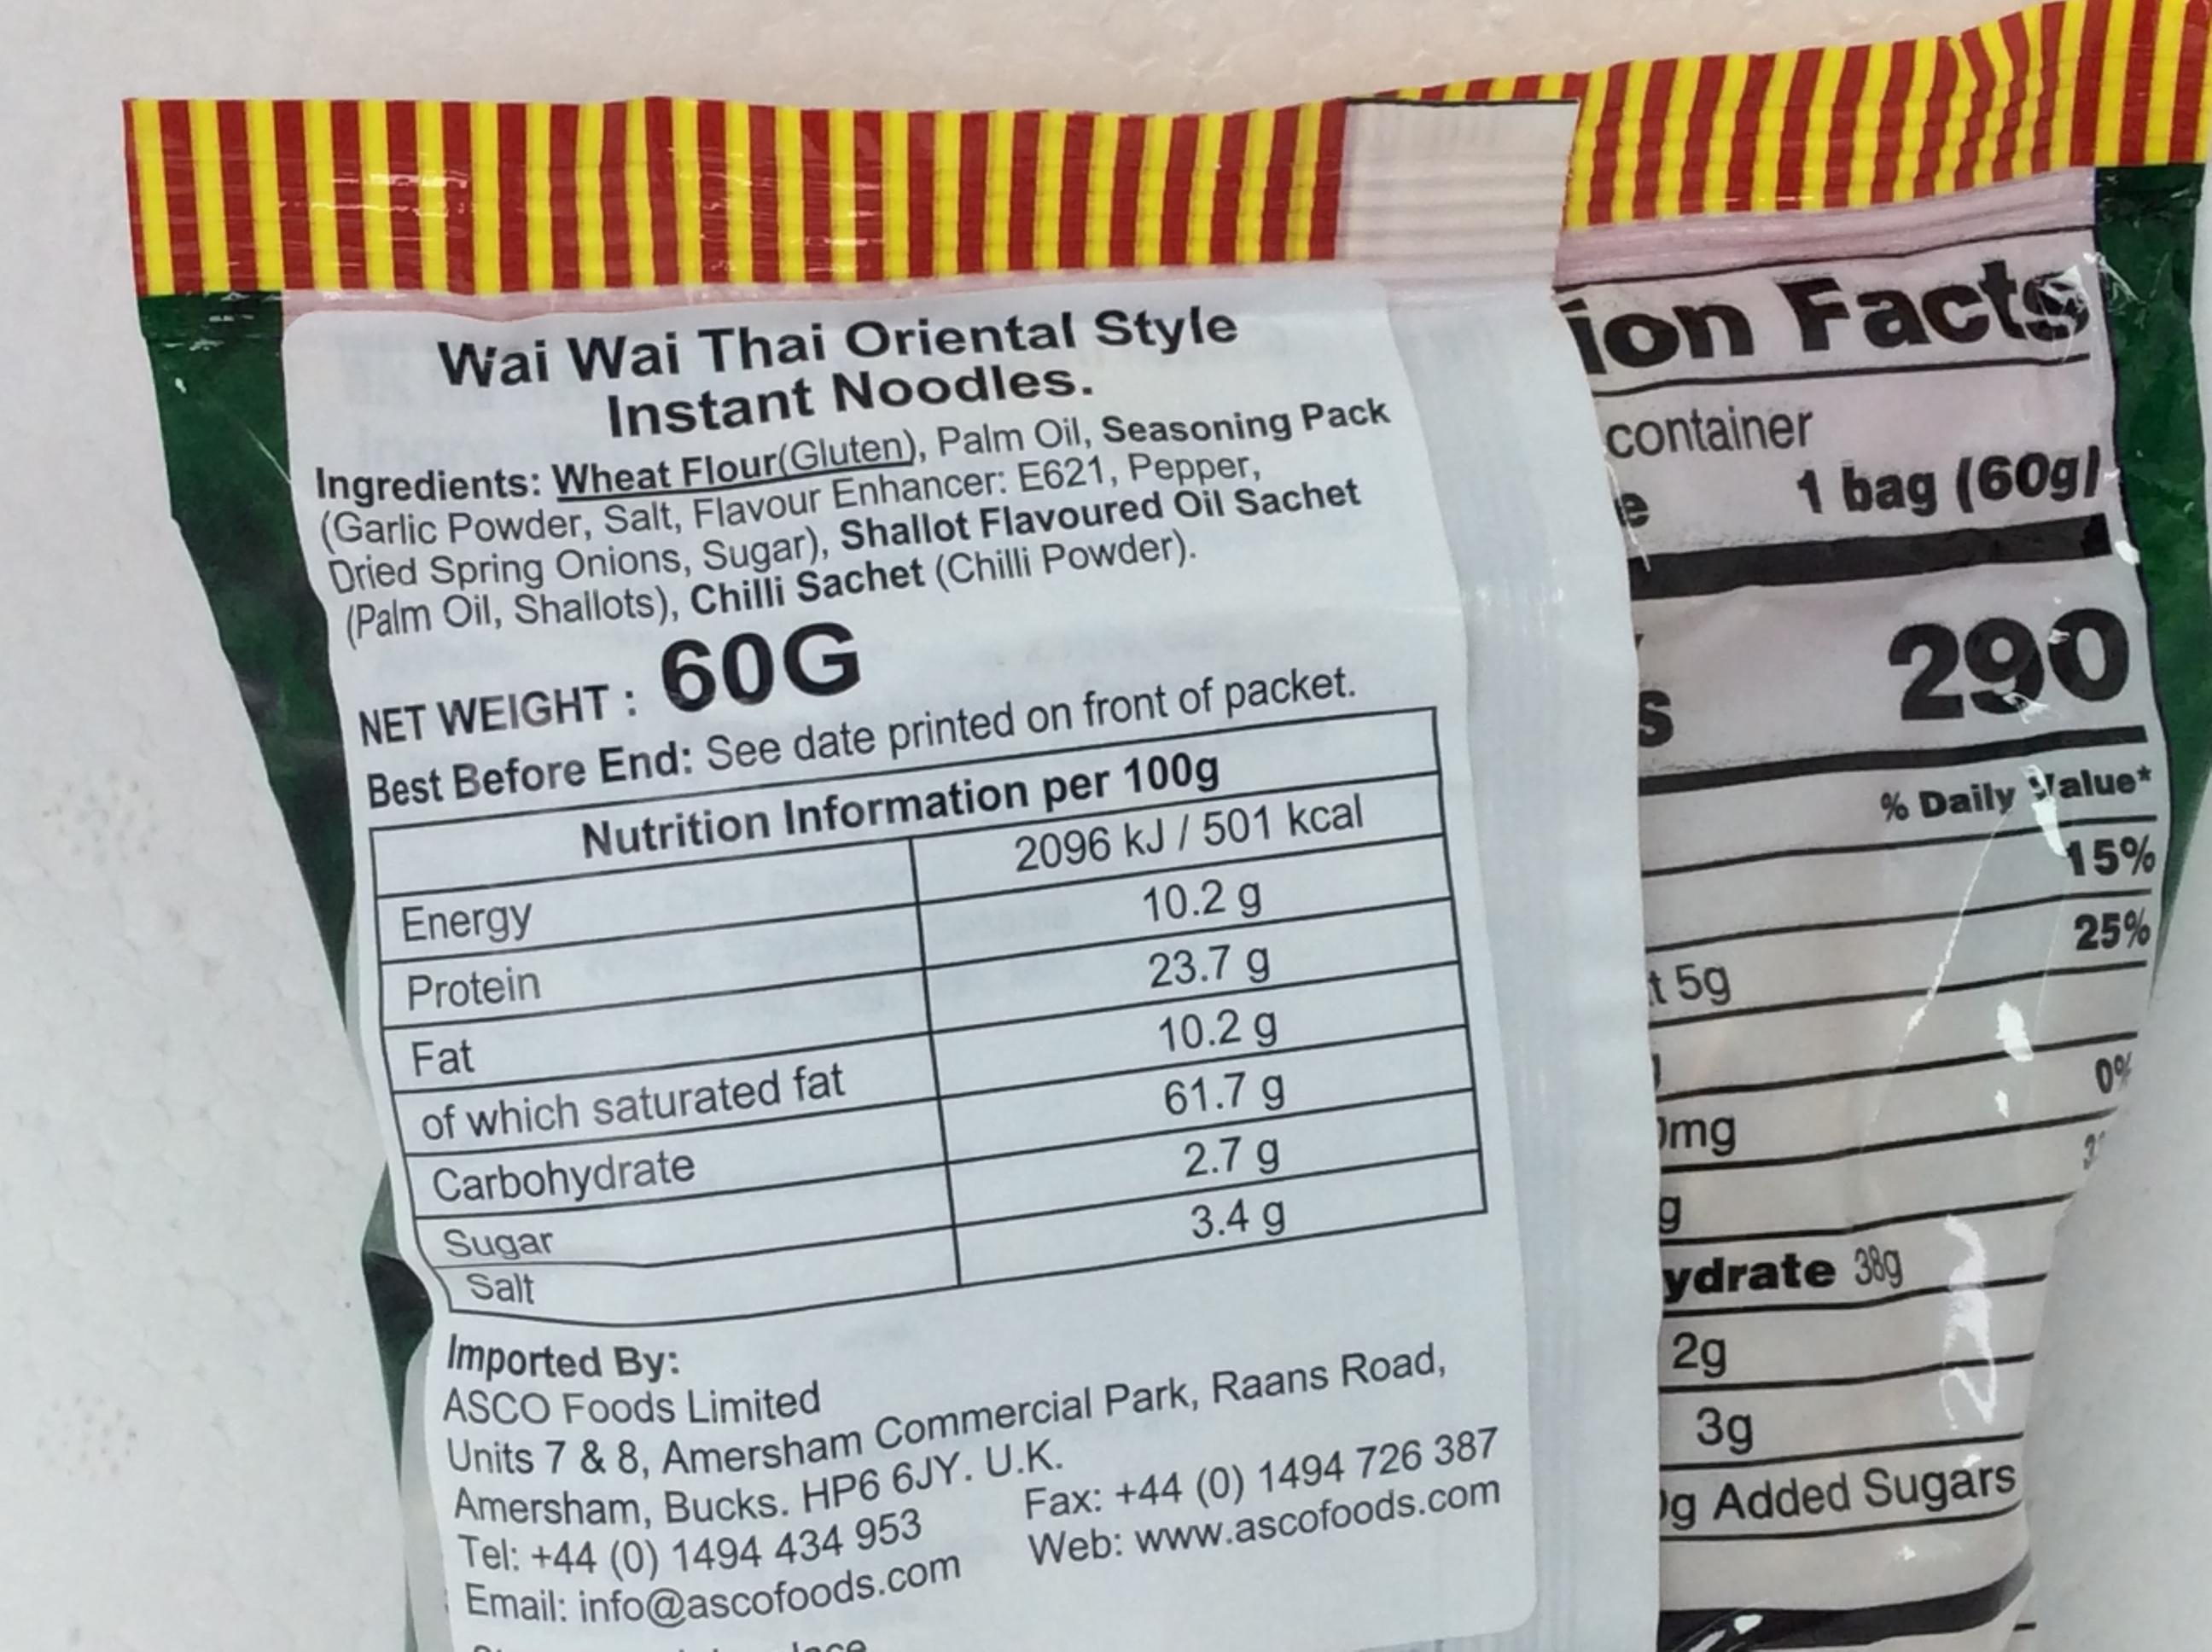 Wai Wai Thai Oriental Style
Instant Noodles.
Ingredients: Wheat Flour(Gluten), Palm Oil, Seasoning Pack
(Garlic Powder, Salt, Flavour Enhancer: E621, Pepper,
Dried Spring Onions, Sugar), Shallot Flavoured Oil Sachet
(Palm Oil, Shallots), Chilli Sachet (Chilli Powder).
NET WEIGHT : 60G
Best Before End: See date printed on front of packet.
Nutrition Information per 100g
Energy 2096 kJ / 501 kcal
Protein 10.2 g
Fat 23.7 g
of which saturated fat 10.2 g
Carbohydrate 61.7 g
Sugar 2.7 g
Salt 3.4 g
Imported By:
ASCO Foods Limited
Units 7 & 8, Amersham Commercial Park, Raans Road,
Amersham, Bucks. HP6 6JY. U.K.
Tel: +44 (0) 1494 434 953 Fax: +44 (0) 1494 726 387
Email: info@ascofoods.com Web: www.ascofoods.com
ion Facts
container
e 1 bag (60g)
s 290
% Daily Value*
15%
t 5g 25%
0mg 0%
g
ydrate 38g
2g
3g
0g Added Sugars